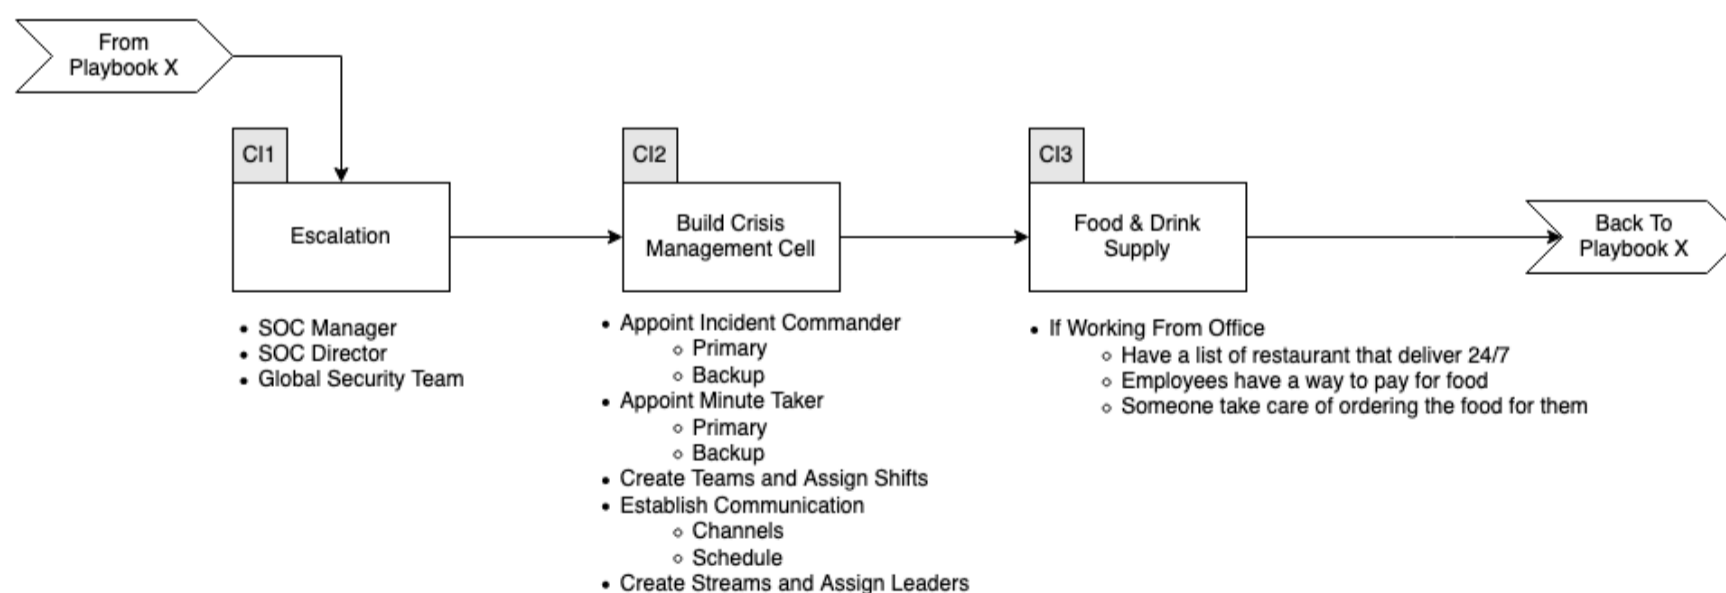 From
Playbook X
CI1
Escalation
• SOC Manager
• SOC Director
• Global Security Team
CI2
Build Crisis
Management Cell
• Appoint Incident Commander
◦ Primary
◦ Backup
• Appoint Minute Taker
◦ Primary
◦ Backup
• Create Teams and Assign Shifts
• Establish Communication
◦ Channels
◦ Schedule
• Create Streams and Assign Leaders
CI3
Food & Drink
Supply
• If Working From Office
◦ Have a list of restaurant that deliver 24/7
◦ Employees have a way to pay for food
◦ Someone take care of ordering the food for them
Back To
Playbook X